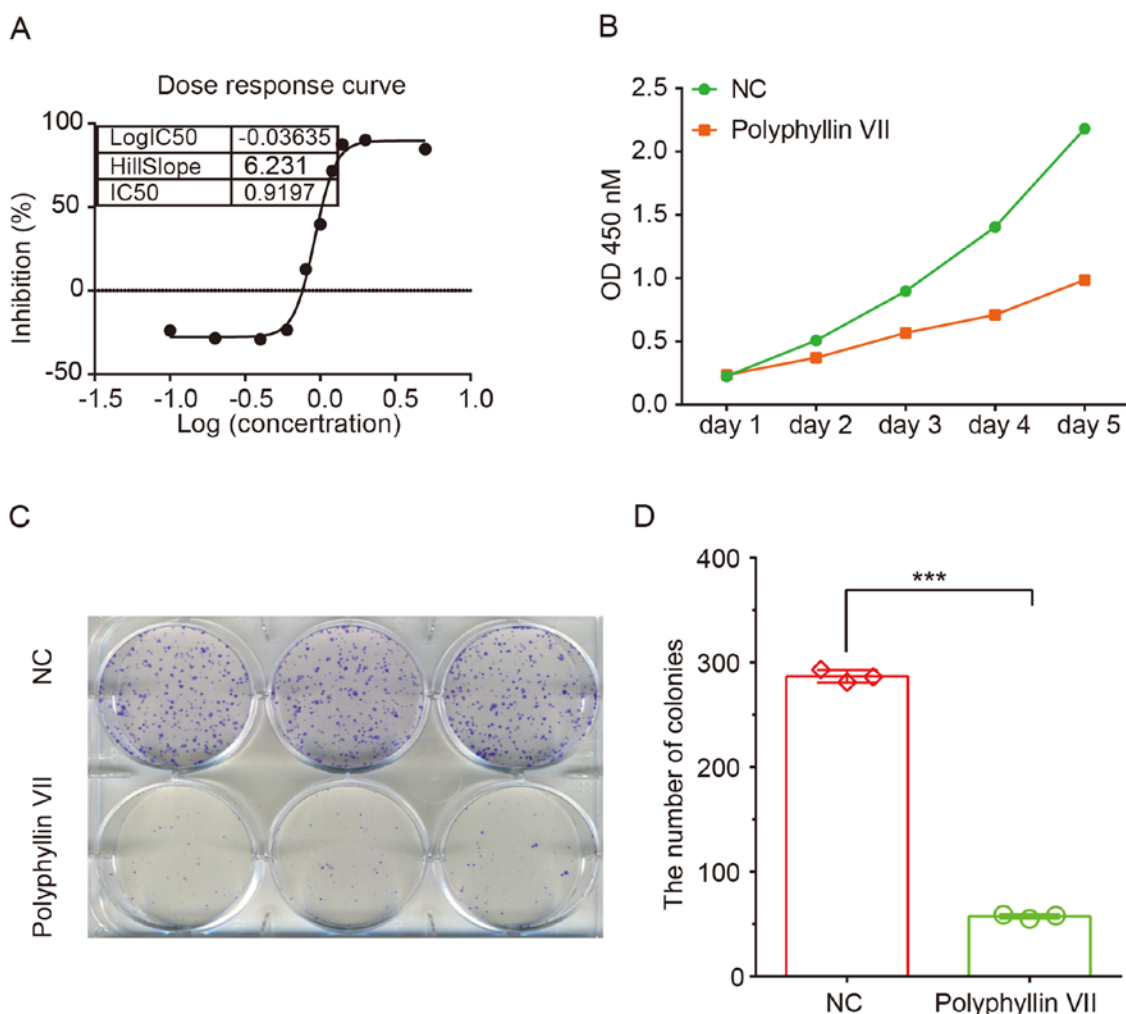 A
Dose response curve
LogIC50 -0.03635
HillSlope 6.231
IC50 0.9197
Inhibition (%)
100
50
0
-50
-1.5 -1.0 -0.5 0.0 0.5 1.0
Log (concertration)
B
NC
Polyphyllin VII
OD 450 nM
2.5
2.0
1.5
1.0
0.5
0.0
day 1 day 2 day 3 day 4 day 5
C
NC
Polyphyllin VII
D
The number of colonies
400
300
200
100
0
***
NC Polyphyllin VII